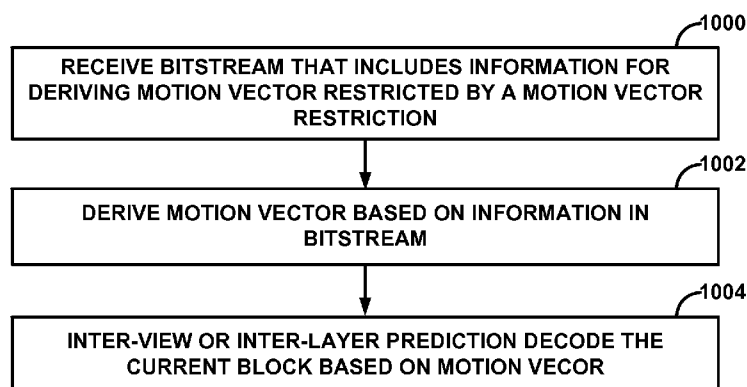 1000
RECEIVE BITSTREAM THAT INCLUDES INFORMATION FOR
DERIVING MOTION VECTOR RESTRICTED BY A MOTION VECTOR
RESTRICTION
1002
DERIVE MOTION VECTOR BASED ON INFORMATION IN
BITSTREAM
1004
INTER-VIEW OR INTER-LAYER PREDICTION DECODE THE
CURRENT BLOCK BASED ON MOTION VECOR